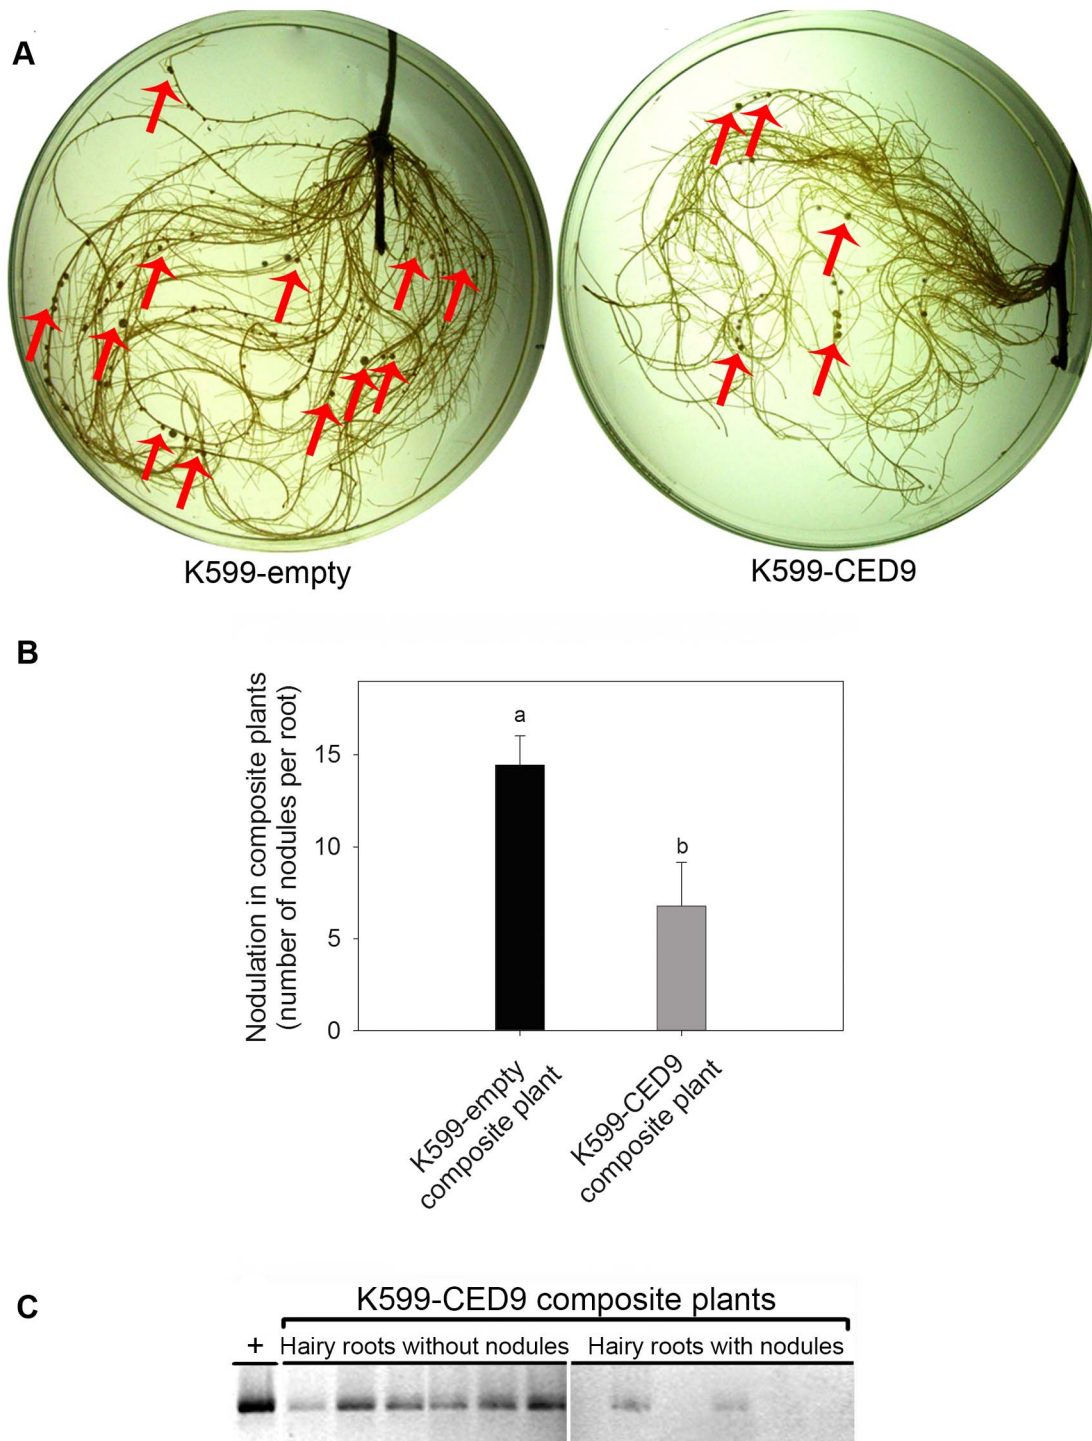 A
K599-empty
K599-CED9
B
Nodulation in composite plants
(number of nodules per root)
15
10
5
0
a
b
K599-empty
composite plant
K599-CED9
composite plant
C
K599-CED9 composite plants
+
Hairy roots without nodules
Hairy roots with nodules